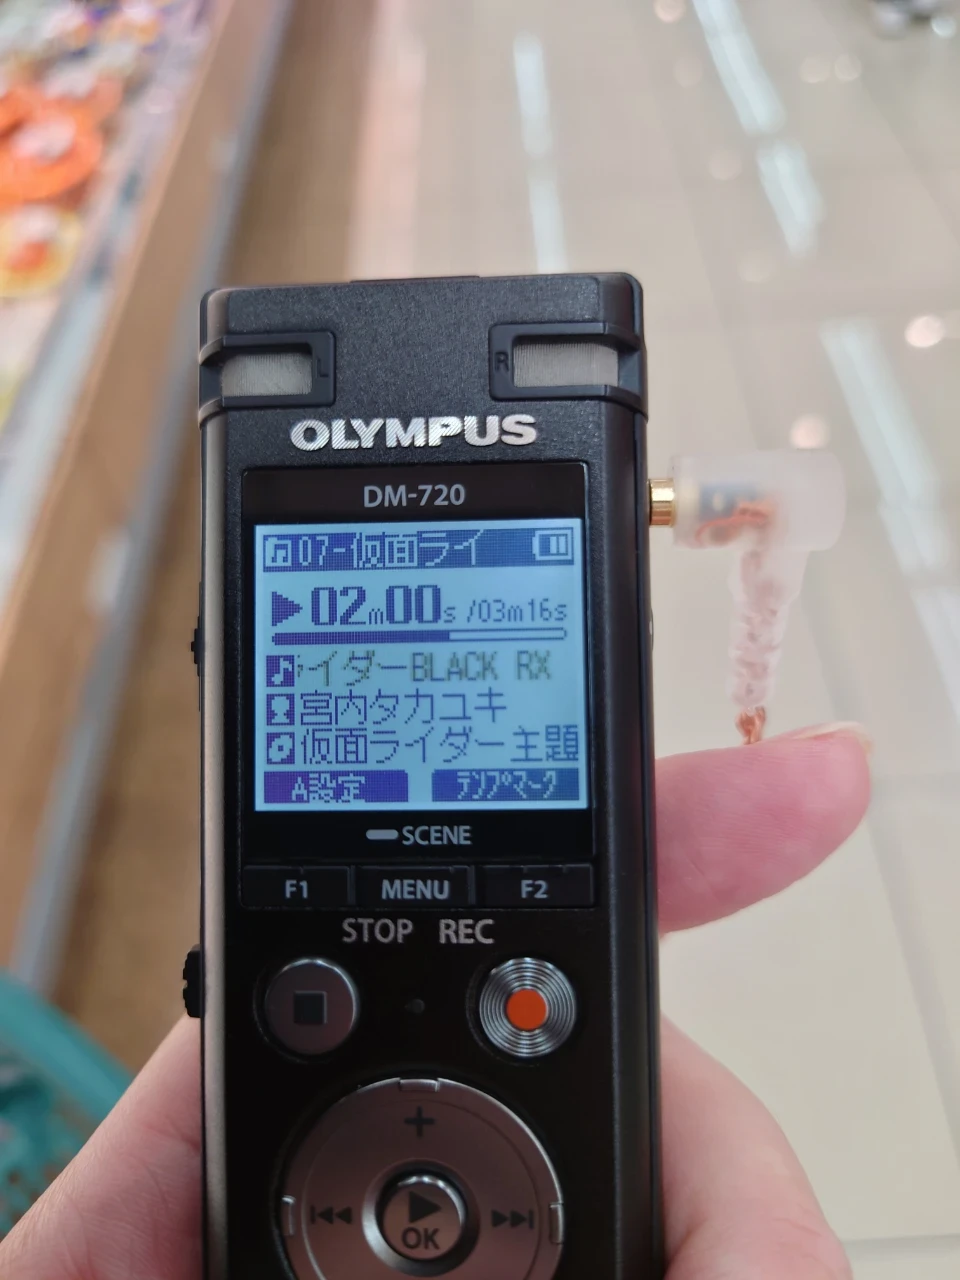 L
R
OLYMPUS
DM-720
07-仮面ライ
02m00s /03m16s
イダーBLACK RX
宮内タカユキ
仮面ライダー主題
A設定
テンプマーク
SCENE
F1 MENU F2
STOP REC
+
OK